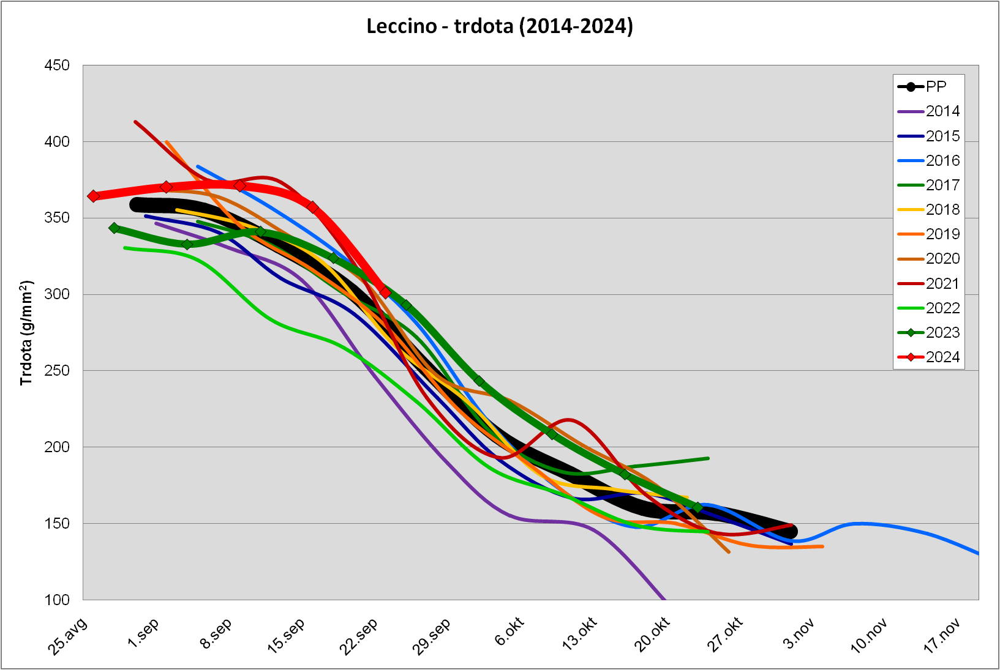 Leccino - trdota (2014-2024)
Trdota (g/mm²)
450
400
350
300
250
200
150
100
25.avg
1.sep
8.sep
15.sep
22.sep
29.sep
6.okt
13.okt
20.okt
27.okt
3.nov
10.nov
17.nov
PP
2014
2015
2016
2017
2018
2019
2020
2021
2022
2023
2024